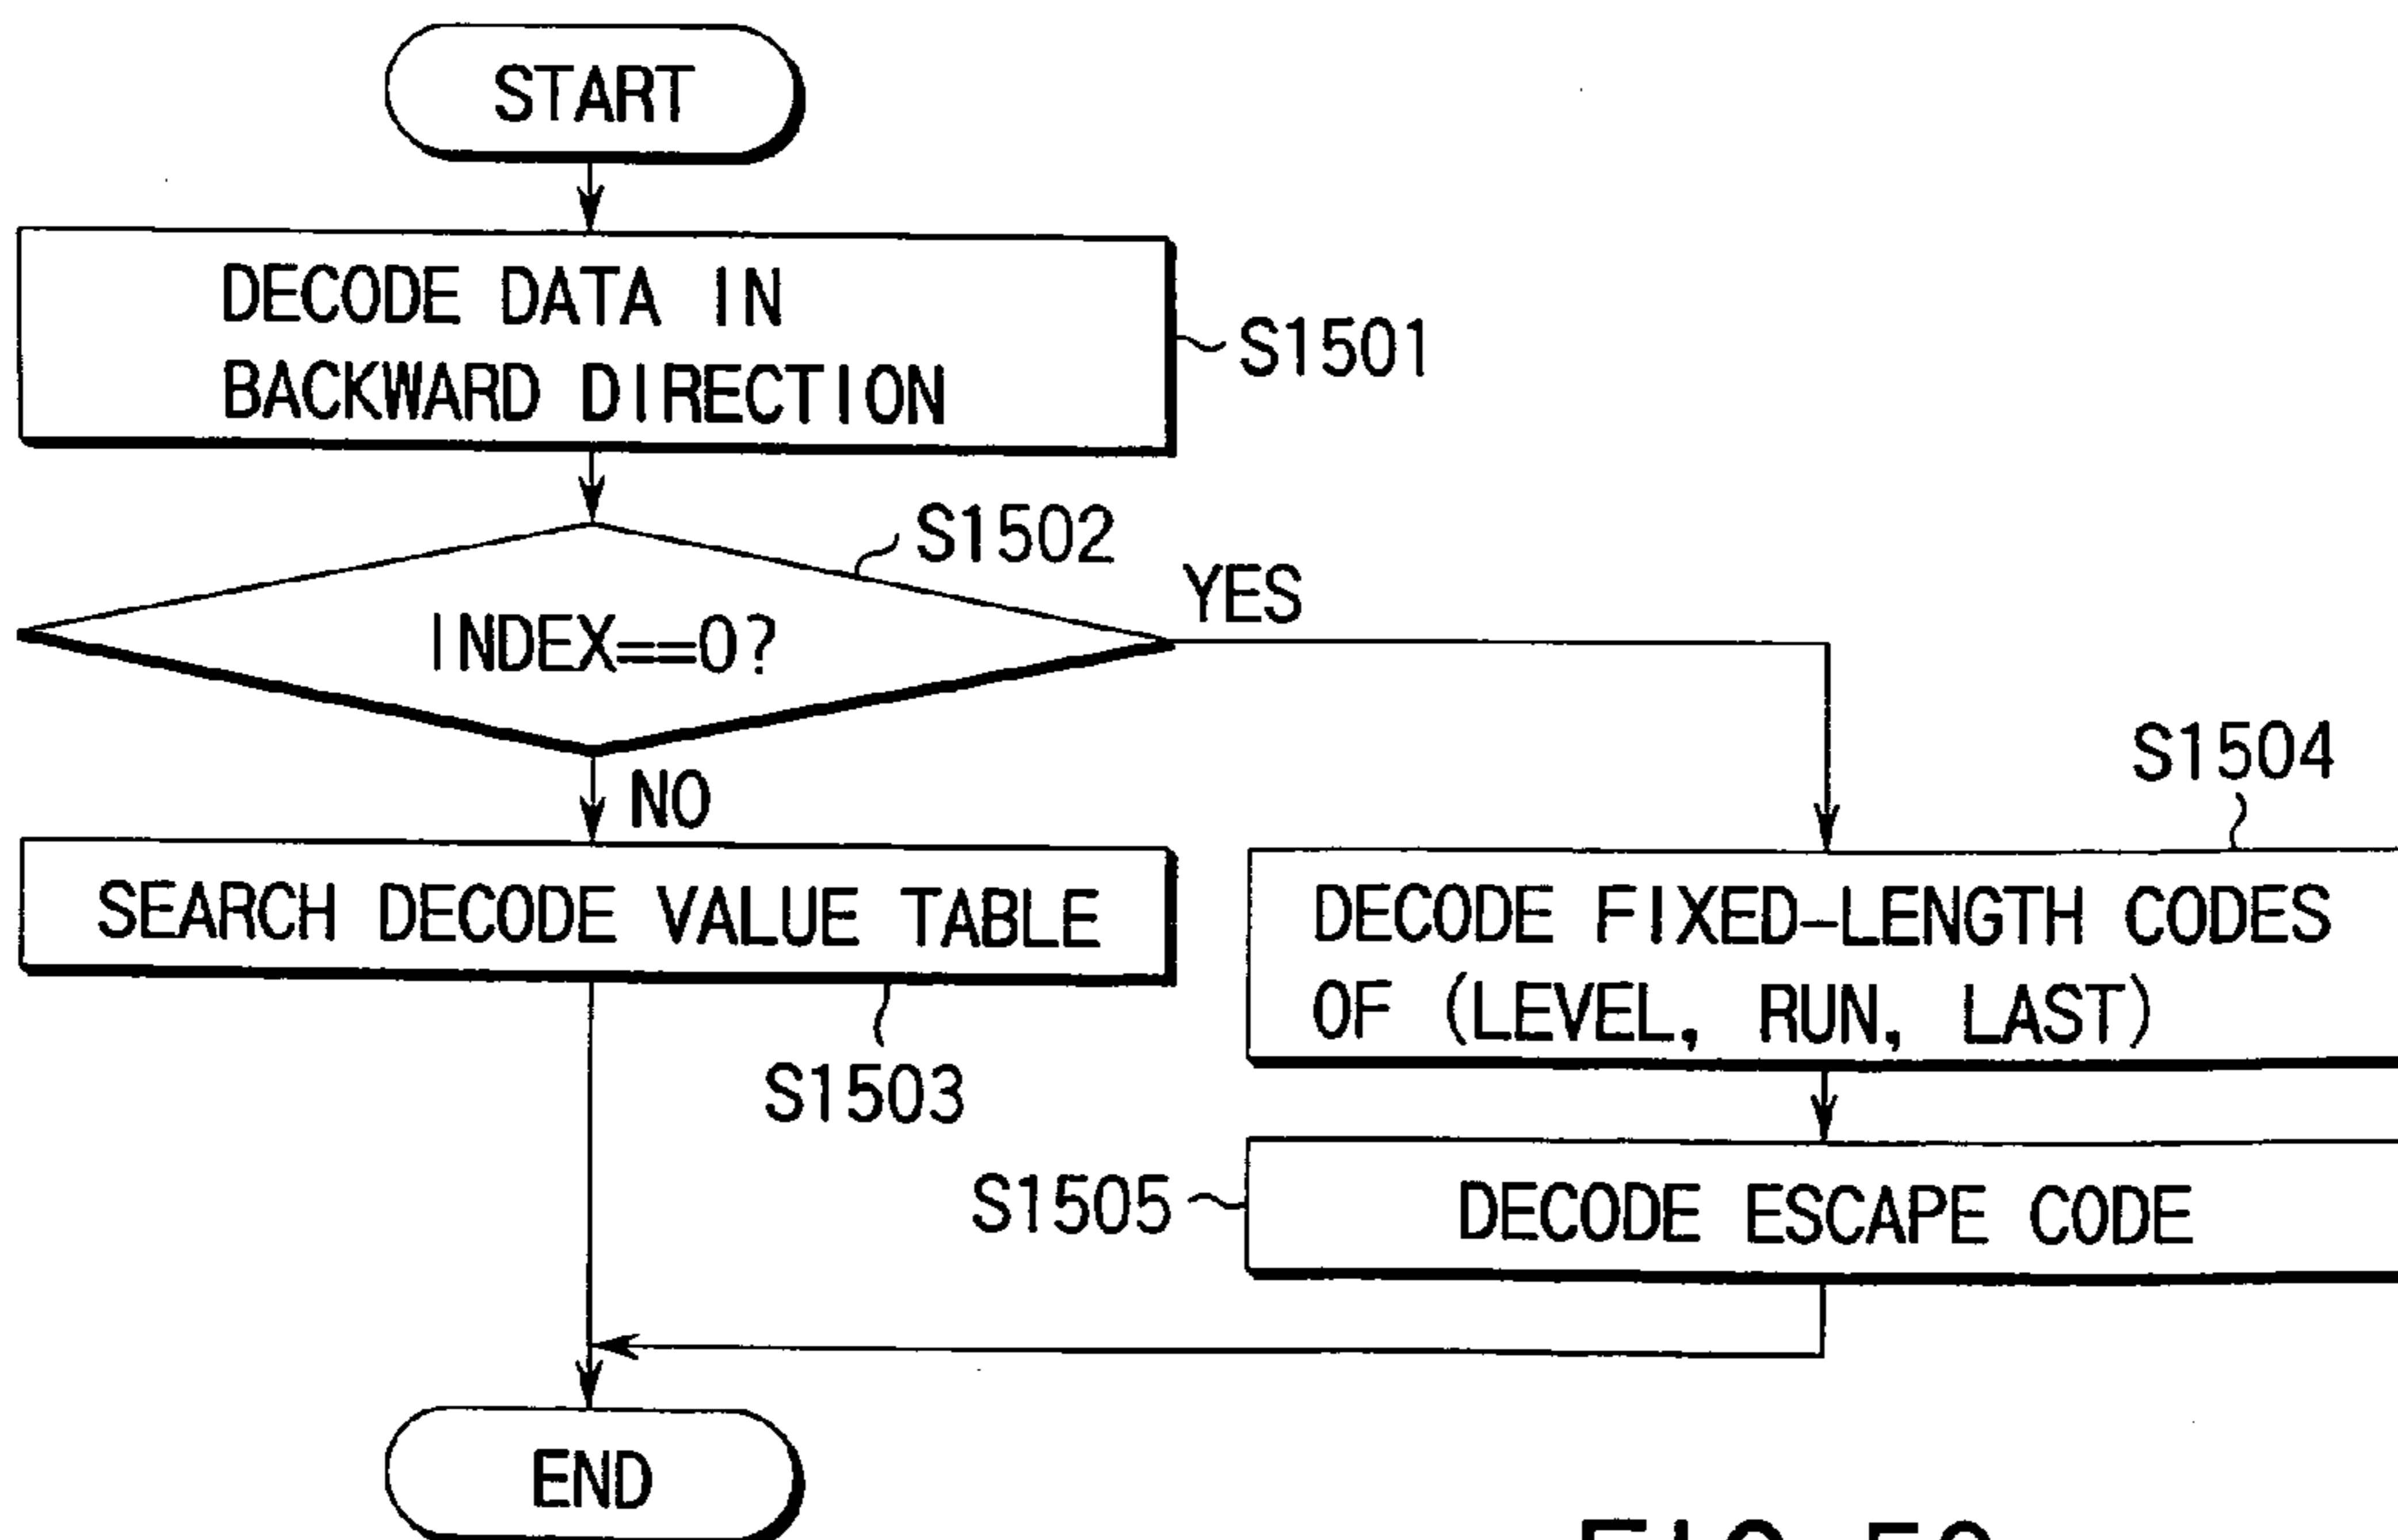 START
DECODE DATA IN
BACKWARD DIRECTION
S1501
S1502
INDEX==0?
YES
NO
S1504
SEARCH DECODE VALUE TABLE
S1503
DECODE FIXED-LENGTH CODES
OF (LEVEL, RUN, LAST)
S1505
DECODE ESCAPE CODE
END